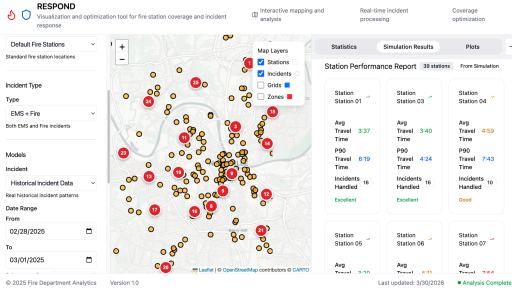 RESPOND
Visualization and optimization tool for fire station coverage and incident
response
Interactive mapping and
analysis
Real-time incident
processing
Coverage
optimization
Default Fire Stations
Standard fire station locations
Incident Type
Type
EMS + Fire
Both EMS and Fire incidents
Models
Incident
Historical Incident Data
Real historical incident patterns
Date Range
From
02/28/2025
To
03/01/2025
+
−
Map Layers
Stations
Incidents
Grids
Zones
Leaflet | © OpenStreetMap contributors © CARTO
Statistics
Simulation Results
Plots
Station Performance Report
39 stations
From Simulation
Station
Station 01
Avg
Travel
Time
3:37
P90
Travel
Time
6:19
Incidents
Handled
16
Excellent
Station
Station 03
Avg
Travel
Time
3:40
P90
Travel
Time
4:24
Incidents
Handled
16
Excellent
Station
Station 04
Avg
Travel
Time
4:59
P90
Travel
Time
7:43
Incidents
Handled
10
Good
Station
Station 05
Avg
Travel
Station
Station 06
Avg
Travel
Station
Station 07
Avg
Travel
© 2025 Fire Department Analytics
Version 1.0
Last updated: 3/30/2026
Analysis Complete